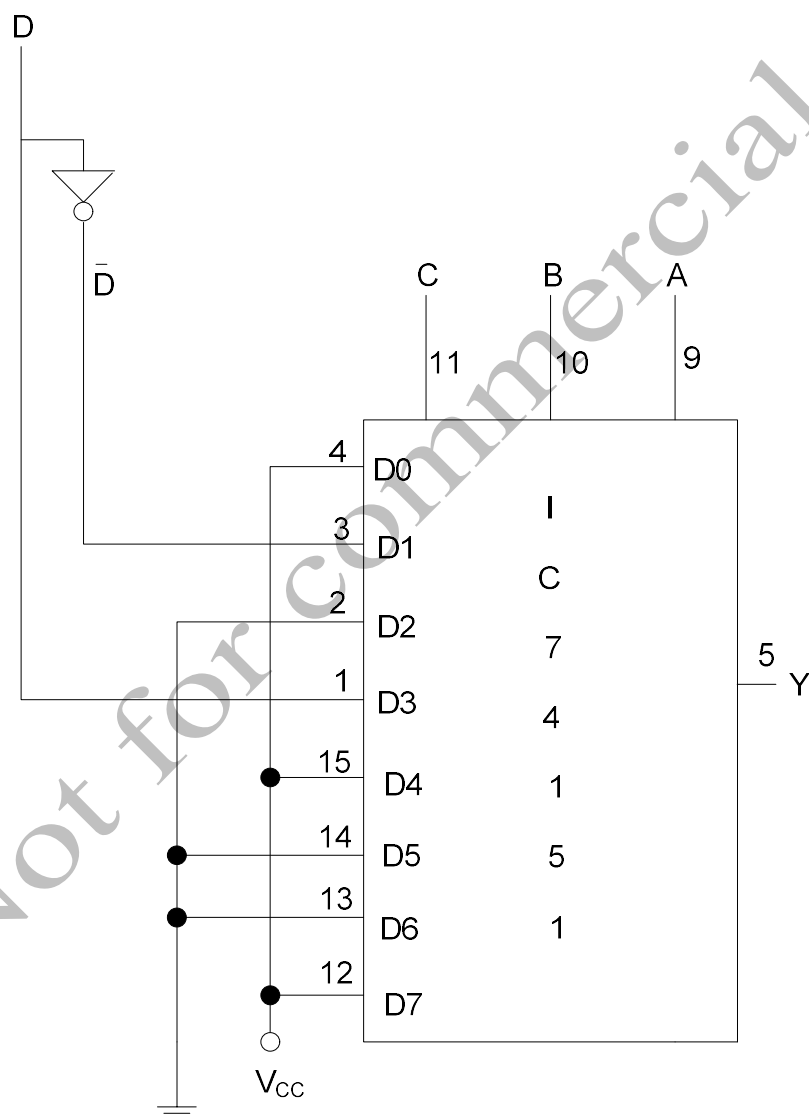 D
D̄
C B A
11 10 9
4 D0
3 D1
2 D2
1 D3
15 D4
14 D5
13 D6
12 D7
I
C
7
4
1
5
1
5
Y
VCC
Not for commercial